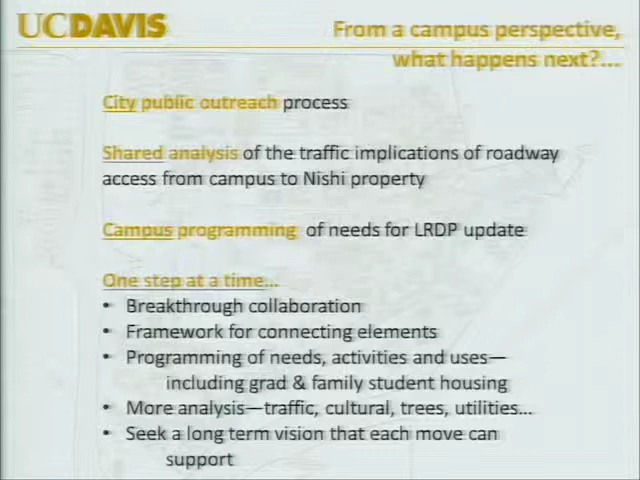 UCDAVIS
From a campus perspective,
what happens next?...
City public outreach process
Shared analysis of the traffic implications of roadway
access from campus to Nishi property
Campus programming of needs for LRDP update
One step at a time...
• Breakthrough collaboration
• Framework for connecting elements
• Programming of needs, activities and uses—
including grad & family student housing
• More analysis—traffic, cultural, trees, utilities...
• Seek a long term vision that each move can
support